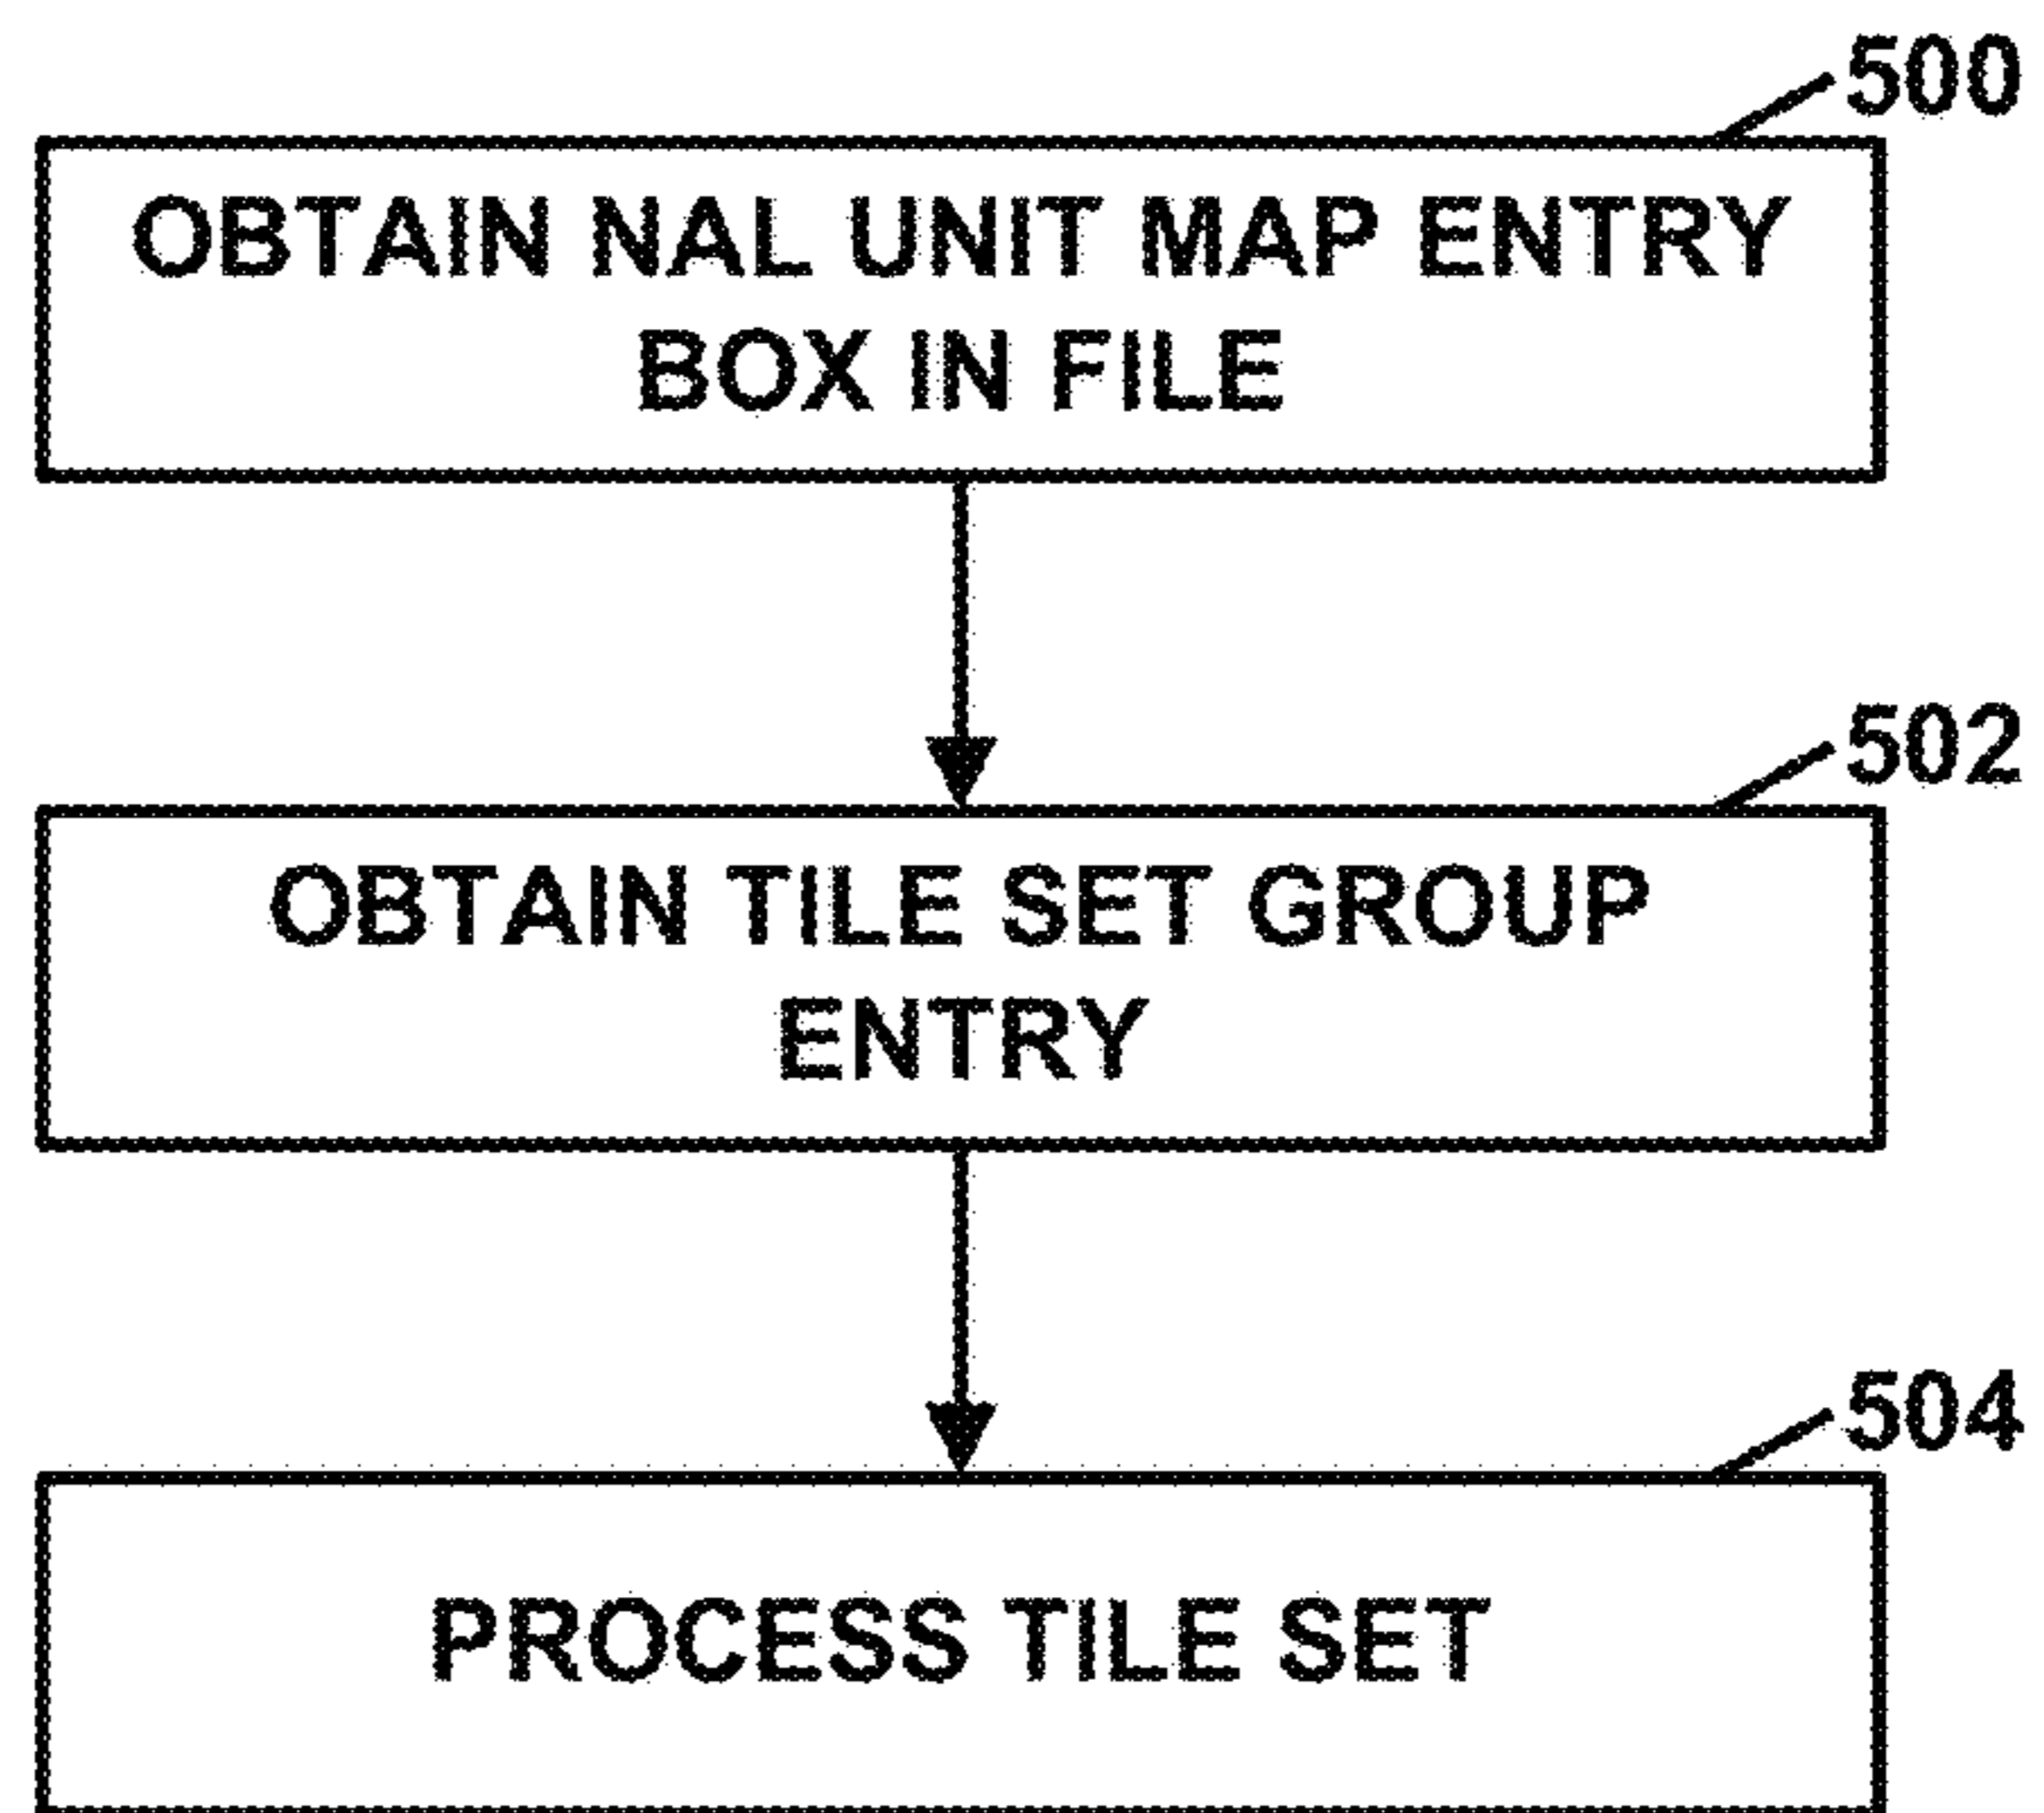 500
OBTAIN NAL UNIT MAP ENTRY
BOX IN FILE
502
OBTAIN TILE SET GROUP
ENTRY
504
PROCESS TILE SET